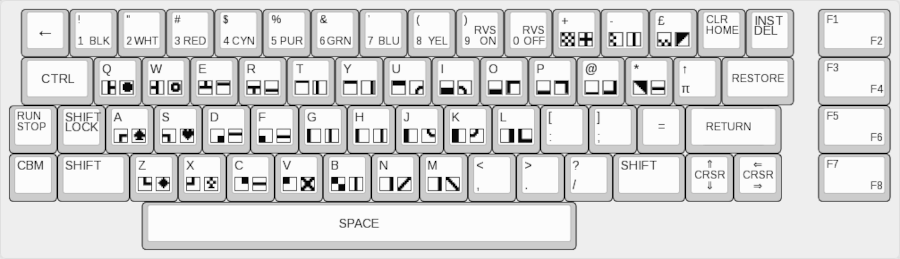 ← ! 1 BLK " 2 WHT # 3 RED $ 4 CYN % 5 PUR & 6 GRN ' 7 BLU ( 8 YEL ) 9 RVS ON 0 RVS OFF + - £ CLR HOME INST DEL F1 F2
CTRL Q W E R T Y U I O P @ * ↑ π RESTORE F3 F4
RUN STOP SHIFT LOCK A S D F G H J K L [ : ] ; = RETURN F5 F6
CBM SHIFT Z X C V B N M < , > . ? / SHIFT ⇑ CRSR ⇓ ⇐ CRSR ⇒ F7 F8
SPACE